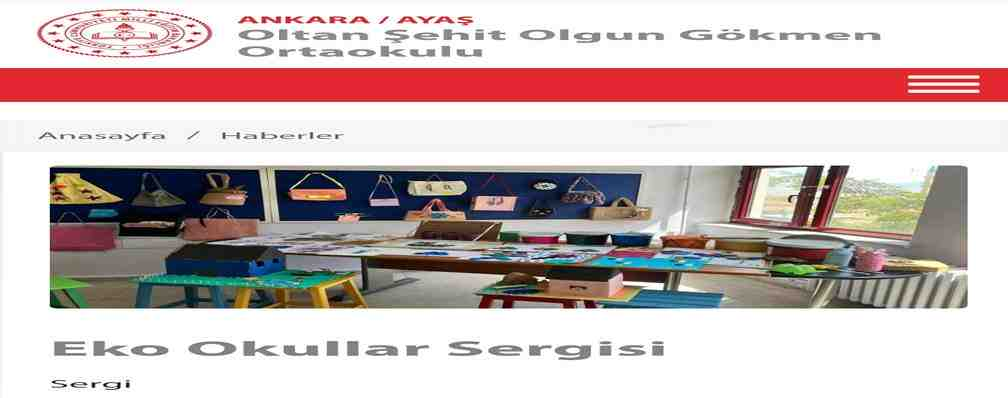 ANKARA / AYAŞ
Oltan Şehit Olgun Gökmen
Ortaokulu
Anasayfa / Haberler
Eko Okullar Sergisi
Sergi